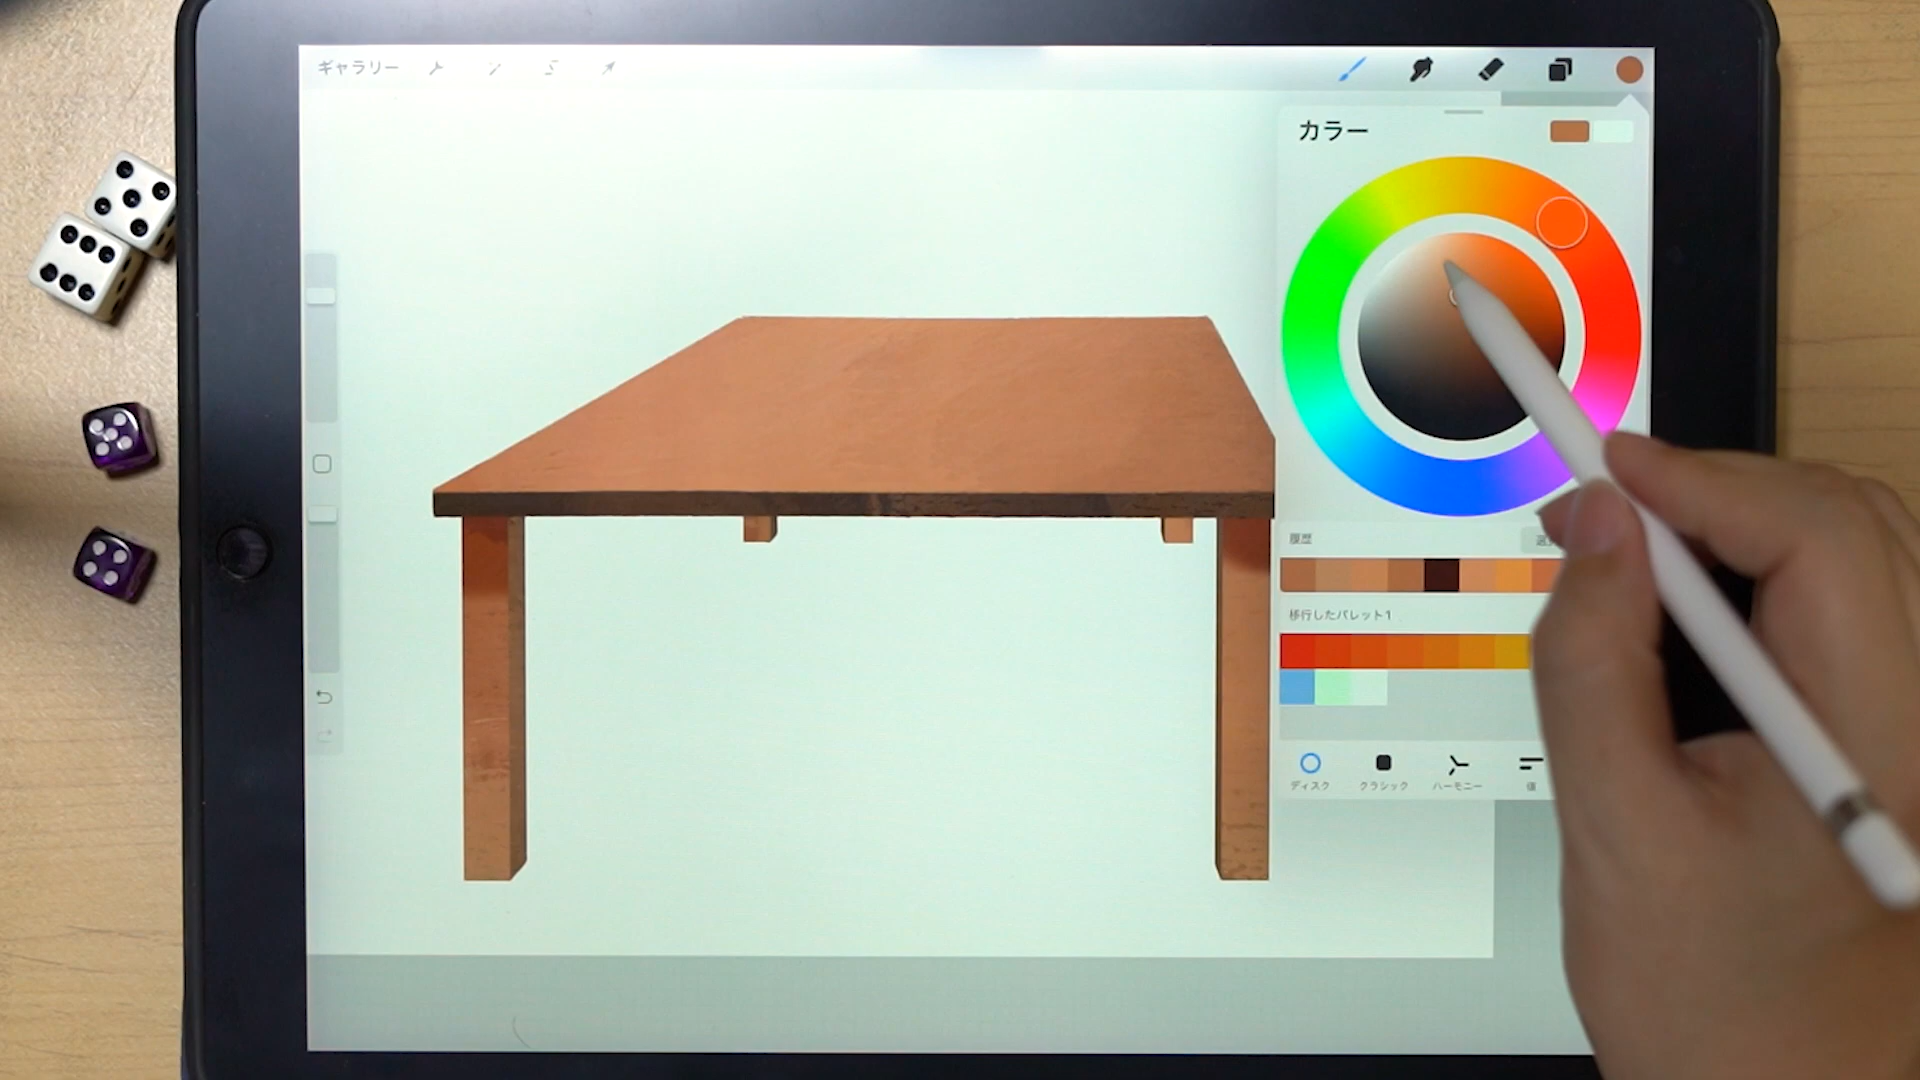 ギャラリー
カラー
履歴
移行したパレット1
ディスク
クラシック
ハーモニー
値